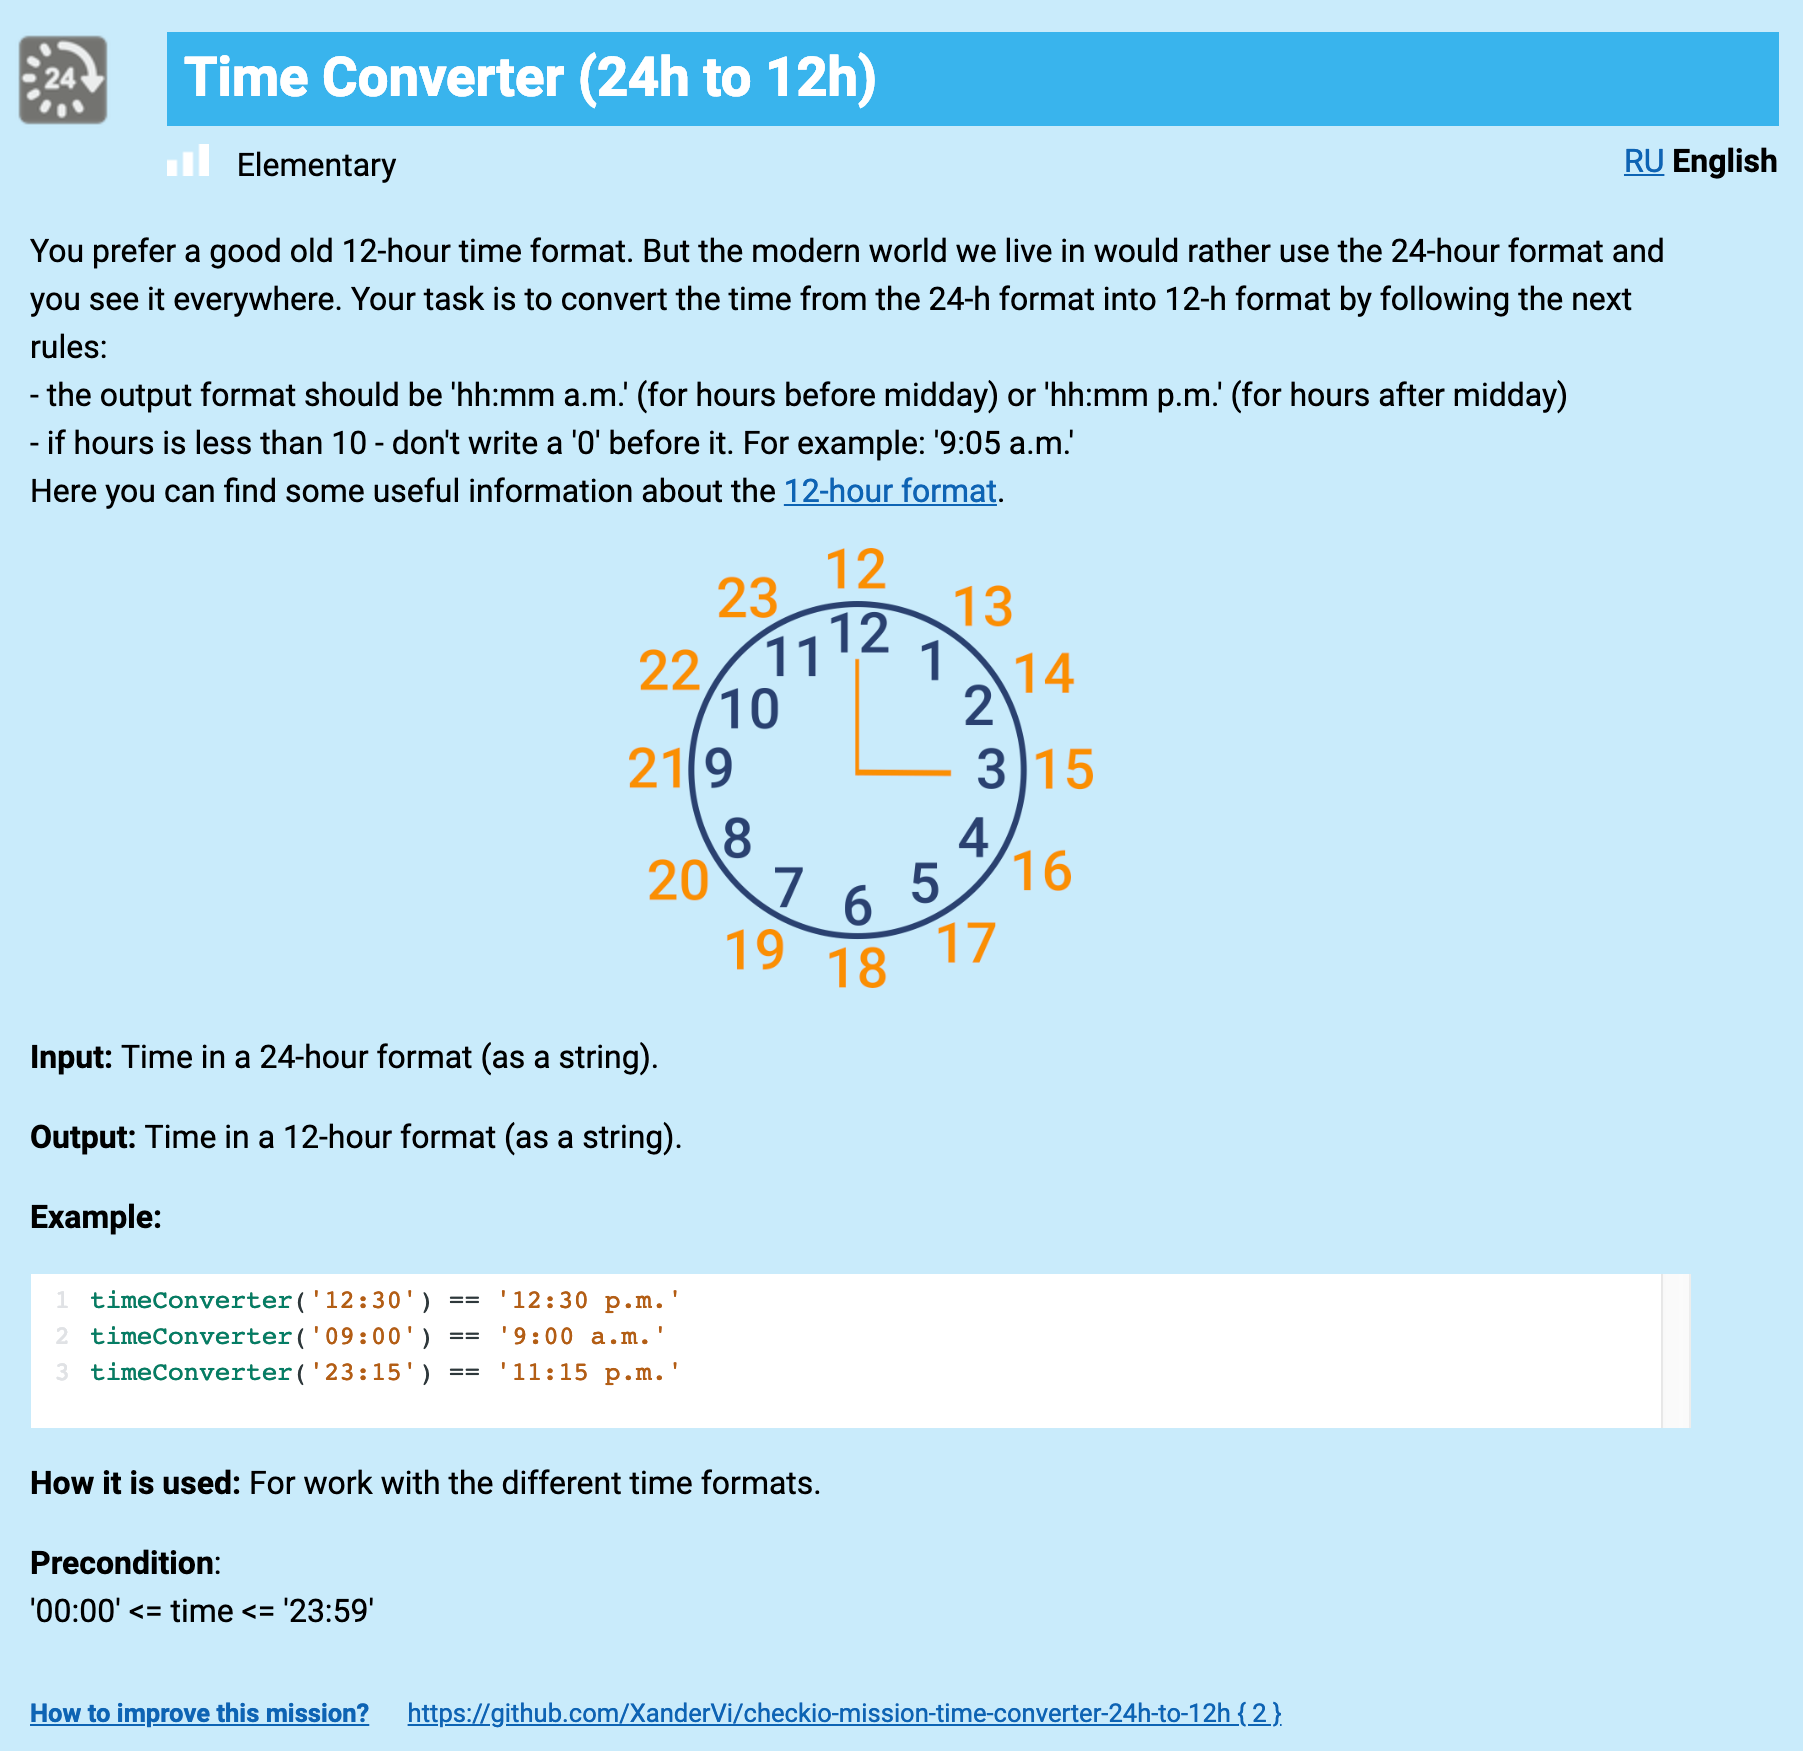 24
Time Converter (24h to 12h)
Elementary
RU English
You prefer a good old 12-hour time format. But the modern world we live in would rather use the 24-hour format and
you see it everywhere. Your task is to convert the time from the 24-h format into 12-h format by following the next
rules:
- the output format should be 'hh:mm a.m.' (for hours before midday) or 'hh:mm p.m.' (for hours after midday)
- if hours is less than 10 - don't write a '0' before it. For example: '9:05 a.m.'
Here you can find some useful information about the 12-hour format.
12
23 13
12
11 1
22 14
10 2
21 9 3 15
8 4
20 16
7 5
6
19 17
18
Input: Time in a 24-hour format (as a string).
Output: Time in a 12-hour format (as a string).
Example:
1 timeConverter('12:30') == '12:30 p.m.'
2 timeConverter('09:00') == '9:00 a.m.'
3 timeConverter('23:15') == '11:15 p.m.'
How it is used: For work with the different time formats.
Precondition:
'00:00' <= time <= '23:59'
How to improve this mission? https://github.com/XanderVi/checkio-mission-time-converter-24h-to-12h { 2 }